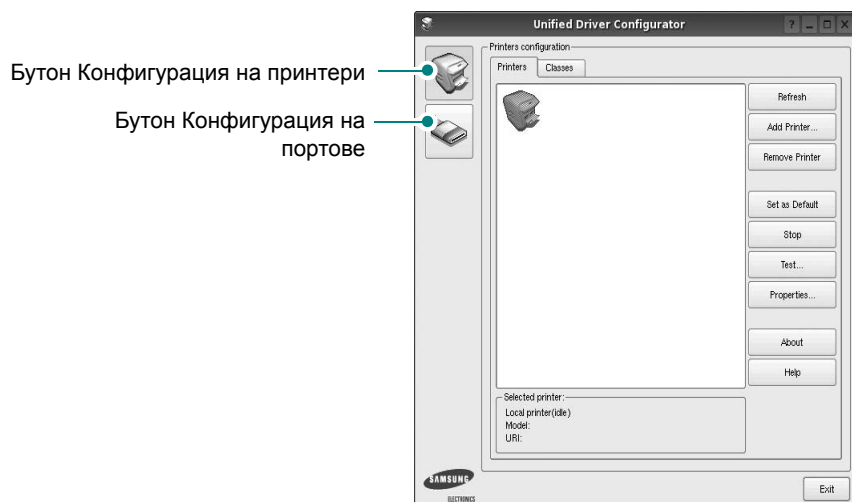 Unified Driver Configurator
Бутон Конфигурация на принтери
Бутон Конфигурация на
портове
Printers configuration
Printers
Classes
Refresh
Add Printer...
Remove Printer
Set as Default
Stop
Test...
Properties...
About
Help
Selected printer:
Local printer(idle)
Model:
URI:
SAMSUNG
ELECTRONICS
Exit